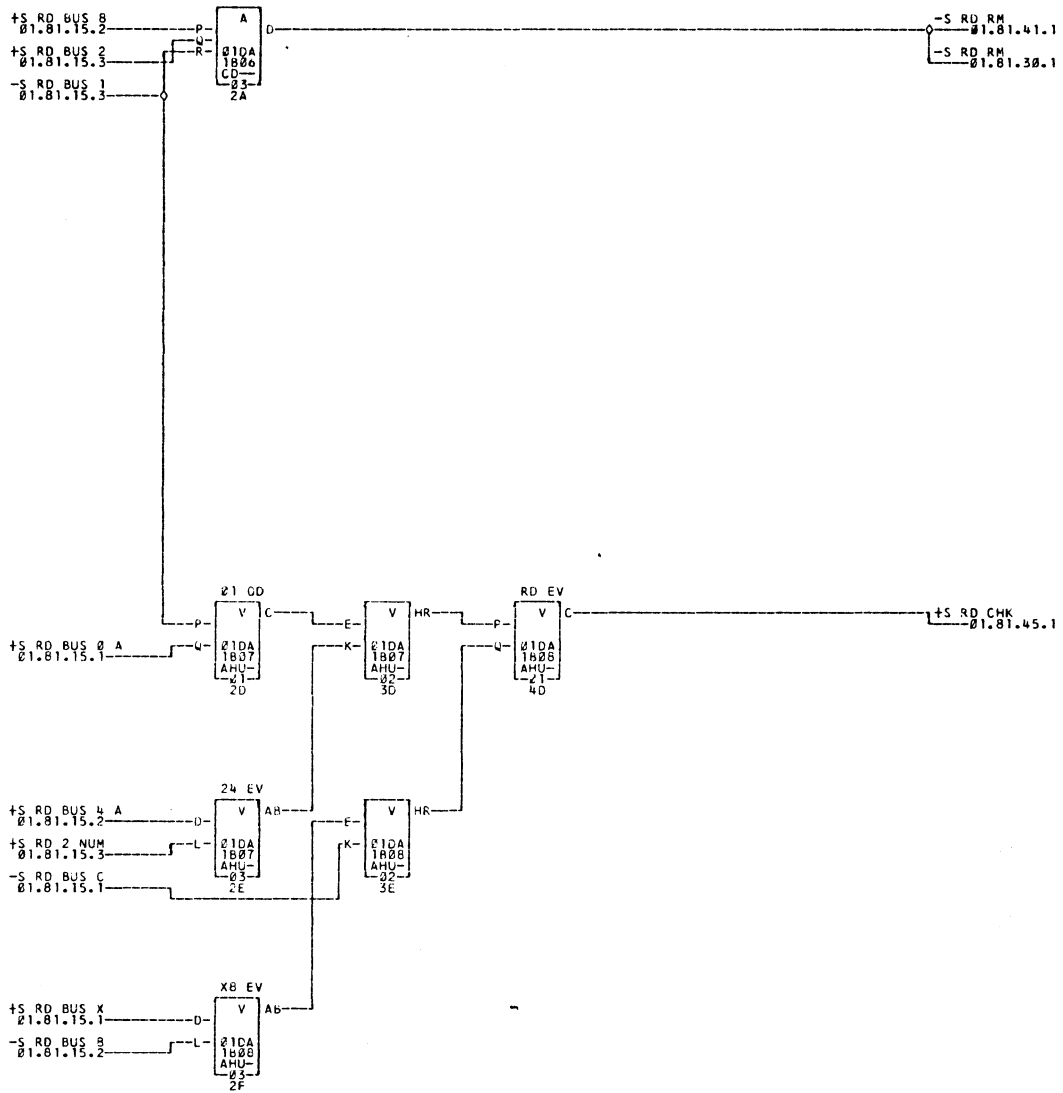 +S RD BUS 8
01.81.15.2
+S RD BUS 2
01.81.15.3
-S RD BUS 1
01.81.15.3
P
Q
R
A
01DA
1B06
CD--
03
2A
D
-S RD RM
01.81.41.1
-S RD RM
01.81.30.1
01 OD
P
Q
V
C
01DA
1B07
AHU-
01
2D
+S RD BUS 0 A
01.81.15.1
E
K
V
HR
01DA
1B07
AHU-
02
3D
RD EV
P
Q
V
C
01DA
1B08
AHU-
01
4D
+S RD CHK
01.81.45.1
24 EV
+S RD BUS 4 A
01.81.15.2
+S RD 2 NUM
01.81.15.3
-S RD BUS C
01.81.15.1
D
L
V
AB
01DA
1B07
AHU-
03
2E
E
K
V
HR
01DA
1B08
AHU-
02
3E
X8 EV
+S RD BUS X
01.81.15.1
-S RD BUS 8
01.81.15.2
D
L
V
AB
01DA
1B08
AHU-
03
2F